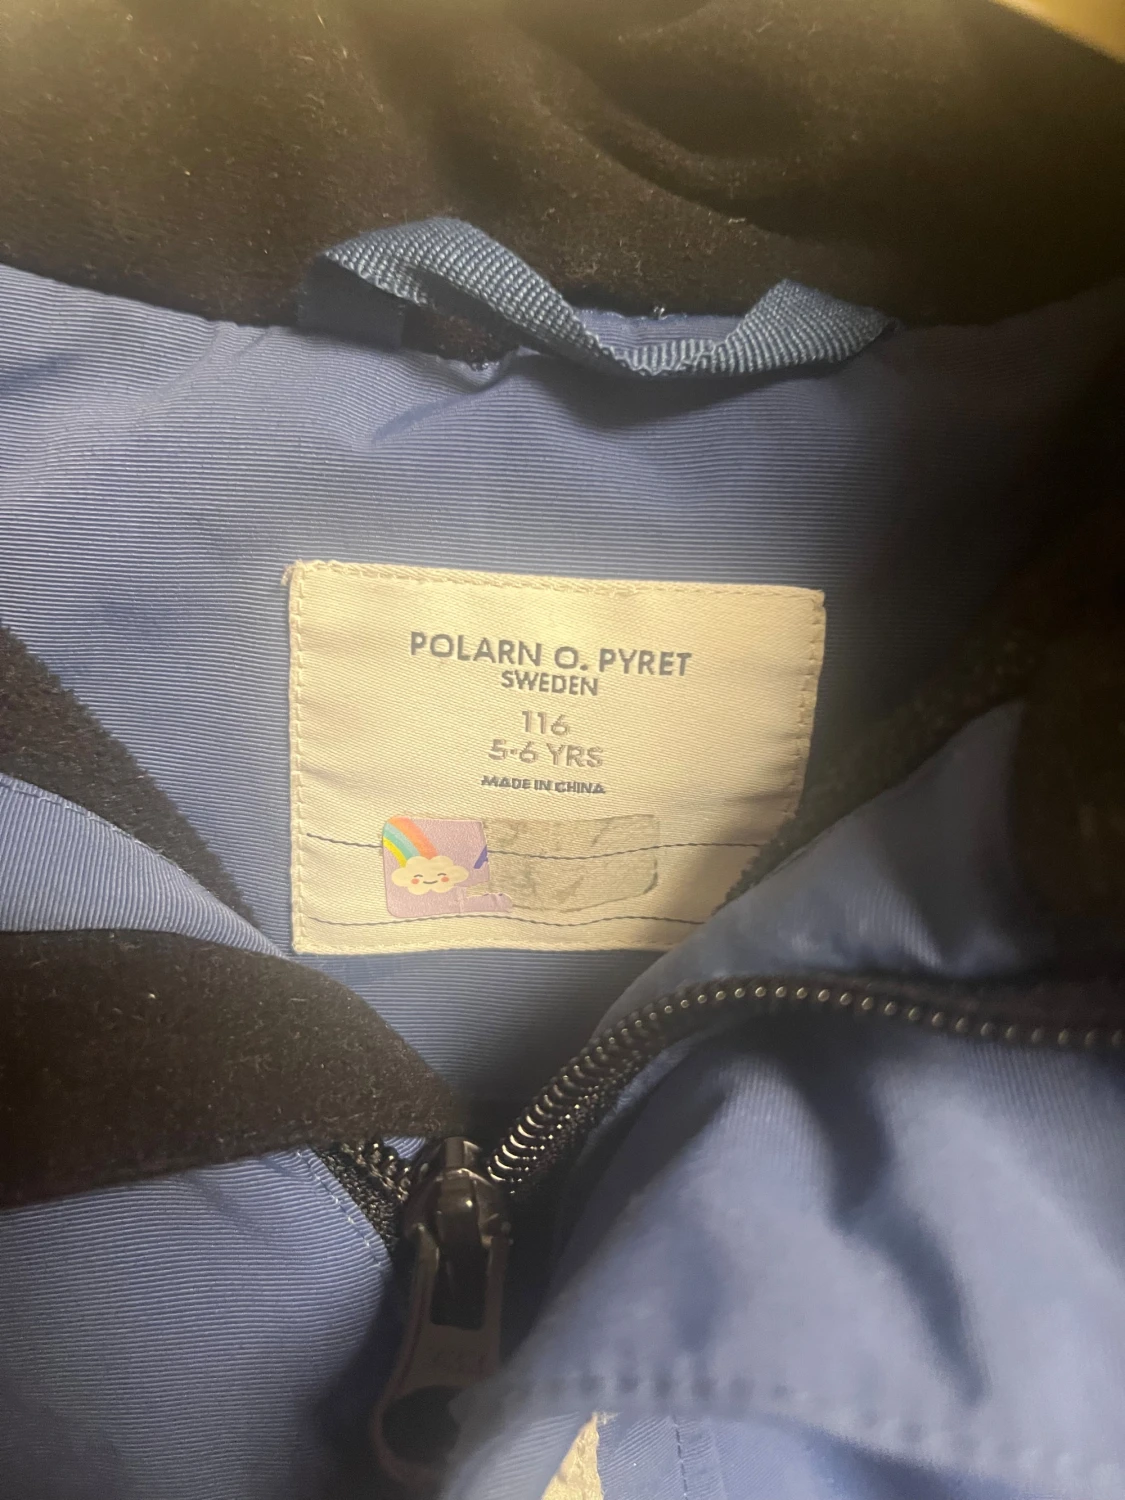 POLARN O. PYRET
SWEDEN
116
5-6 YRS
MADE IN CHINA